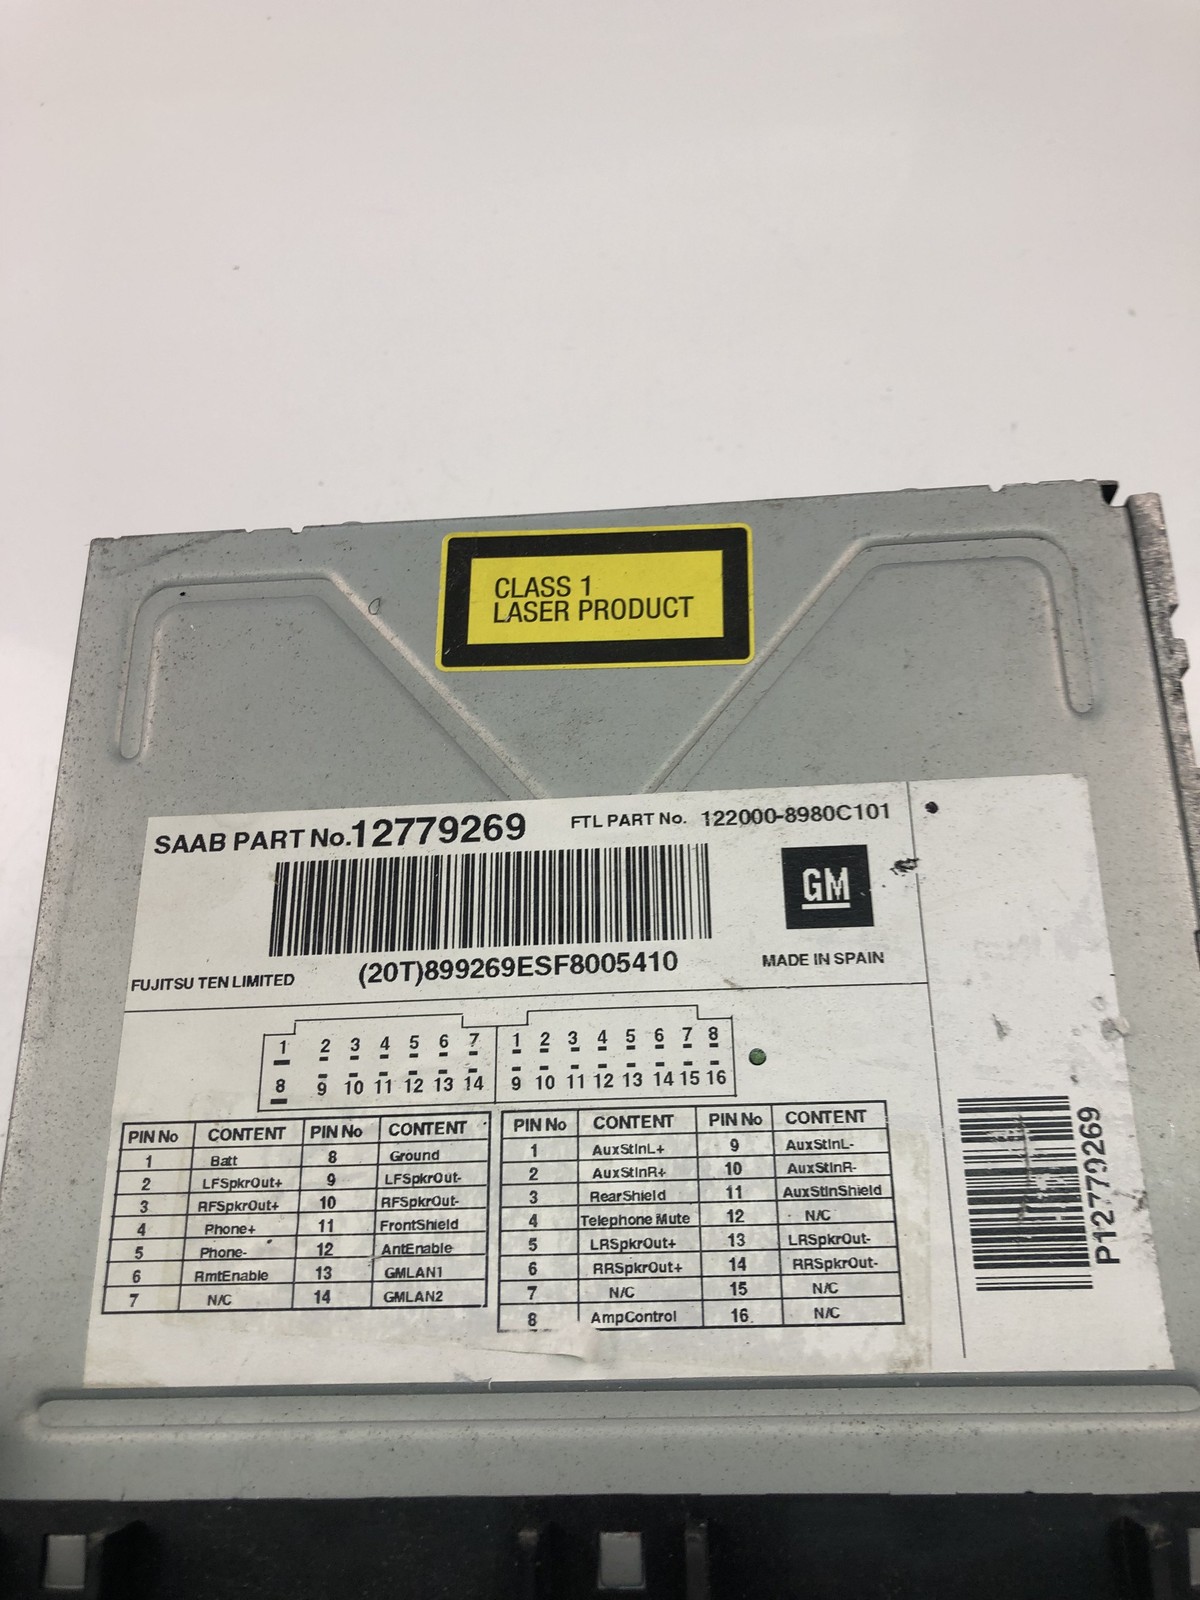 CLASS 1
LASER PRODUCT
SAAB PART No.12779269 FTL PART No. 122000-8980C101
GM
FUJITSU TEN LIMITED (20T)899269ESF8005410 MADE IN SPAIN
1 2 3 4 5 6 7 1 2 3 4 5 6 7 8
8 9 10 11 12 13 14 9 10 11 12 13 14 15 16
PIN No CONTENT PIN No CONTENT
1 Batt 8 Ground
2 LFSpkrOut+ 9 LFSpkrOut-
3 RFSpkrOut+ 10 RFSpkrOut-
4 Phone+ 11 FrontShield
5 Phone- 12 AntEnable
6 RmtEnable 13 GMLAN1
7 N/C 14 GMLAN2
PIN No CONTENT PIN No CONTENT
1 AuxStInL+ 9 AuxStInL-
2 AuxStInR+ 10 AuxStInR-
3 RearShield 11 AuxStInShield
4 Telephone Mute 12 N/C
5 LRSpkrOut+ 13 LRSpkrOut-
6 RRSpkrOut+ 14 RRSpkrOut-
7 N/C 15 N/C
8 AmpControl 16 N/C
P12779269